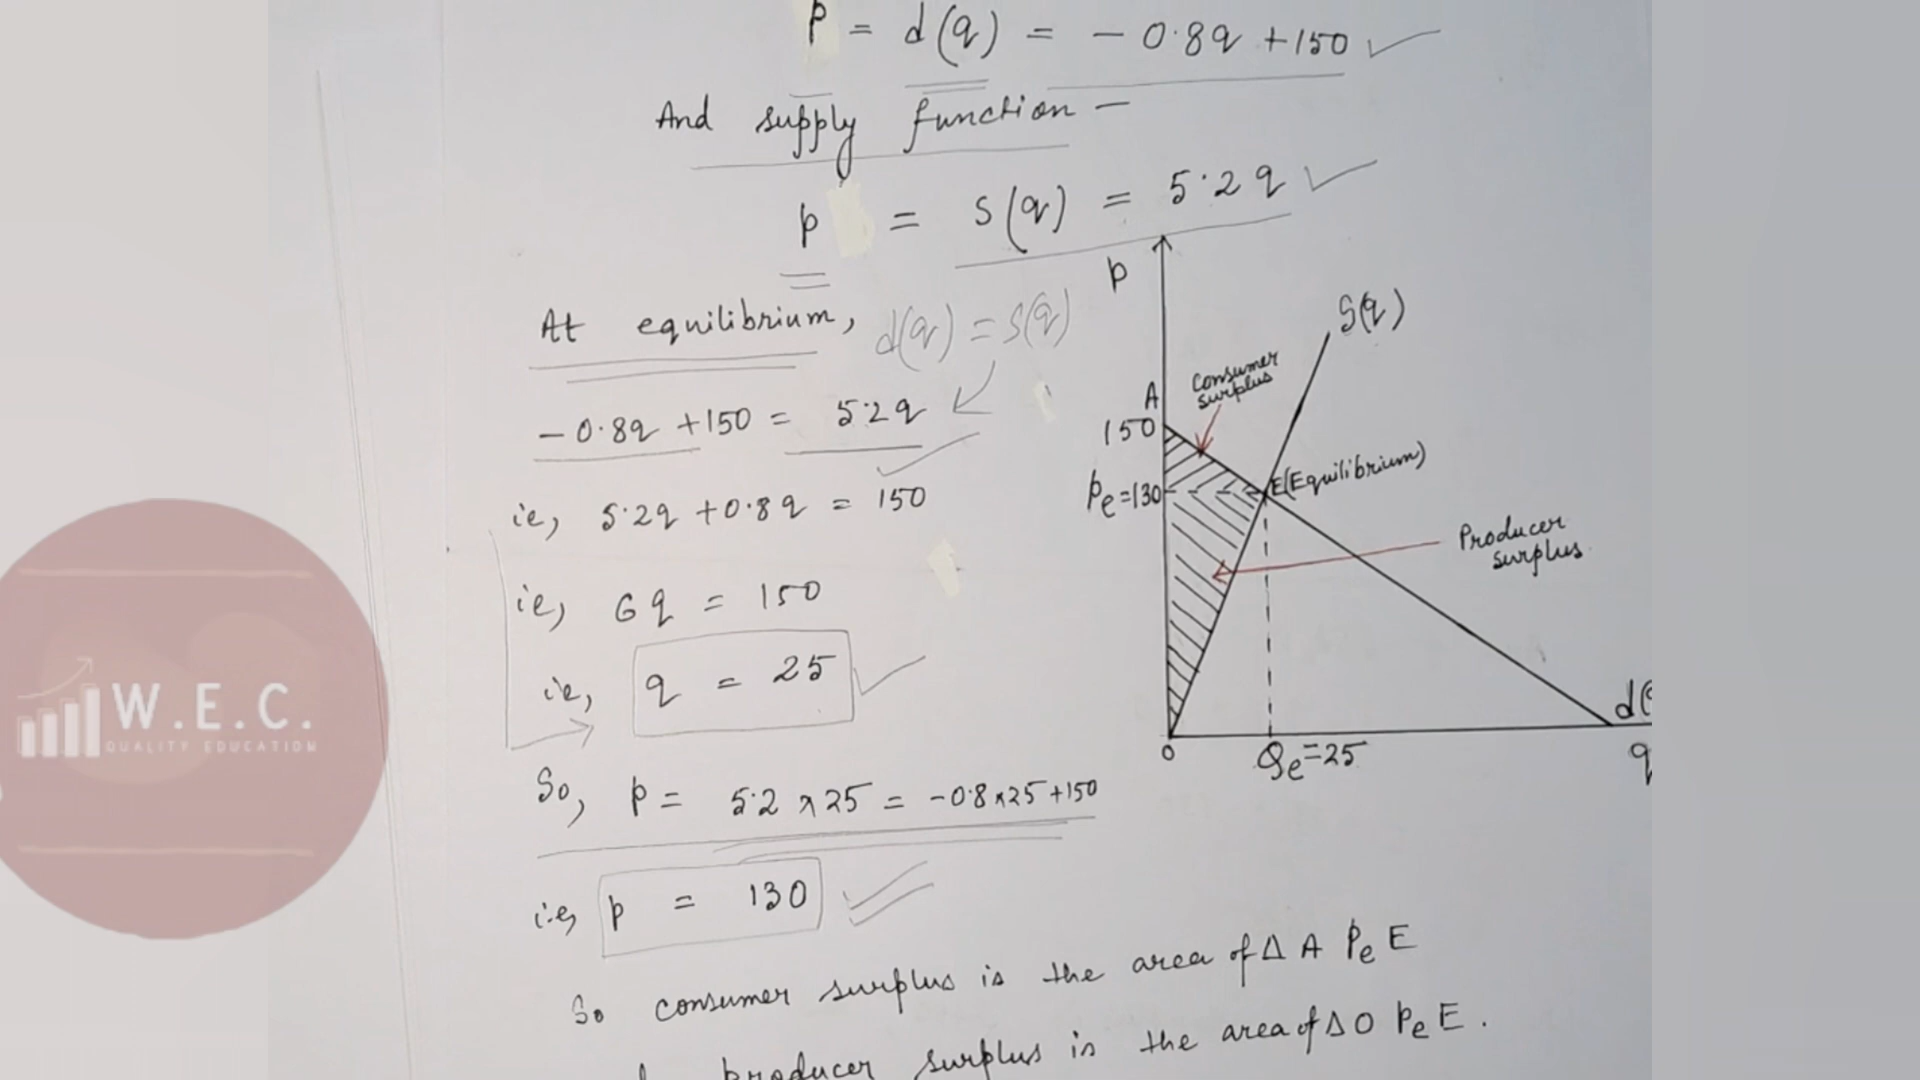 p = d(q) = - 0.8q + 150
And supply function -
p = S(q) = 5.2q
At equilibrium, d(q) = S(q)
- 0.8q + 150 = 5.2q
ie, 5.2q + 0.8q = 150
ie, 6q = 150
ie, q = 25
So, p = 5.2 × 25 = -0.8×25+150
i.e, p = 130
So consumer surplus is the area of Δ A Pe E
producer surplus is the area of Δ O Pe E.
p
S(q)
Consumer surplus
A
150
Pe=130
E(Equilibrium)
Producer surplus
0
Qe=25
d(
q
W.E.C.
QUALITY EDUCATION